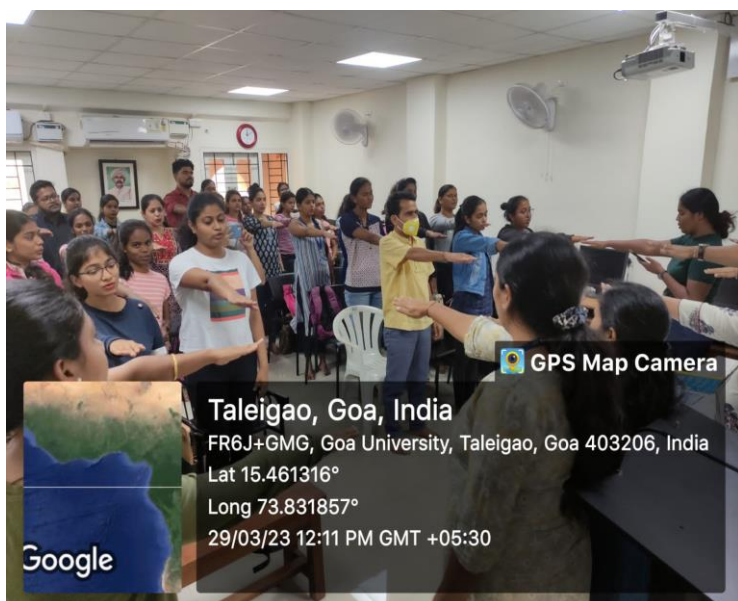 GPS Map Camera
Taleigao, Goa, India
FR6J+GMG, Goa University, Taleigao, Goa 403206, India
Lat 15.461316°
Long 73.831857°
29/03/23 12:11 PM GMT +05:30
Google